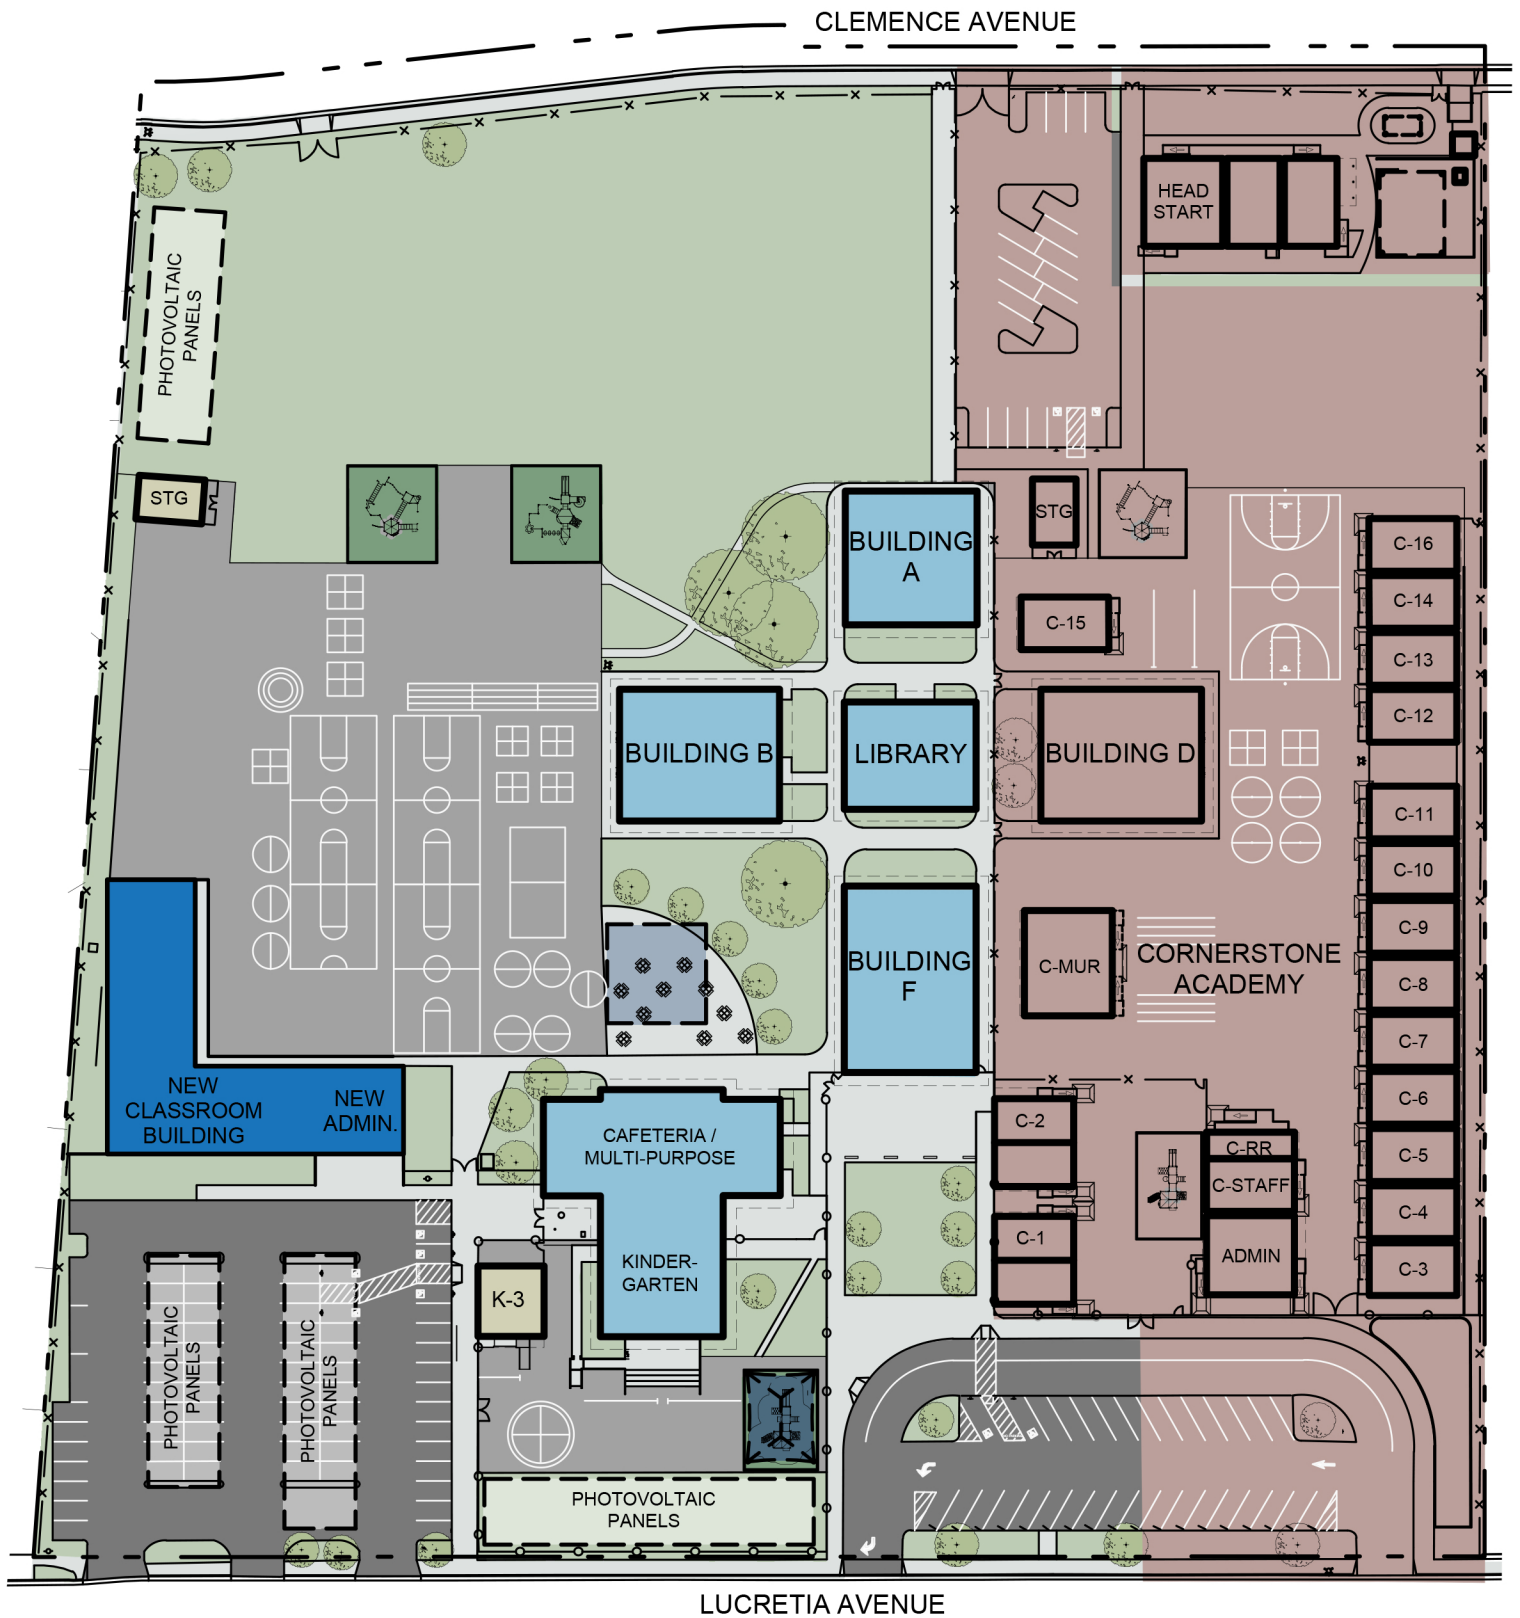 CLEMENCE AVENUE
HEAD
START
PHOTOVOLTAIC
PANELS
STG
STG
BUILDING
A
C-16
C-14
C-15
C-13
C-12
BUILDING B
LIBRARY
BUILDING D
C-11
C-10
C-9
BUILDING
F
C-MUR
CORNERSTONE
ACADEMY
C-8
C-7
NEW
CLASSROOM
BUILDING
NEW
ADMIN.
C-6
C-2
CAFETERIA /
MULTI-PURPOSE
C-RR
C-5
C-STAFF
C-4
C-1
ADMIN
KINDER-
GARTEN
C-3
K-3
PHOTOVOLTAIC
PANELS
PHOTOVOLTAIC
PANELS
PHOTOVOLTAIC
PANELS
LUCRETIA AVENUE